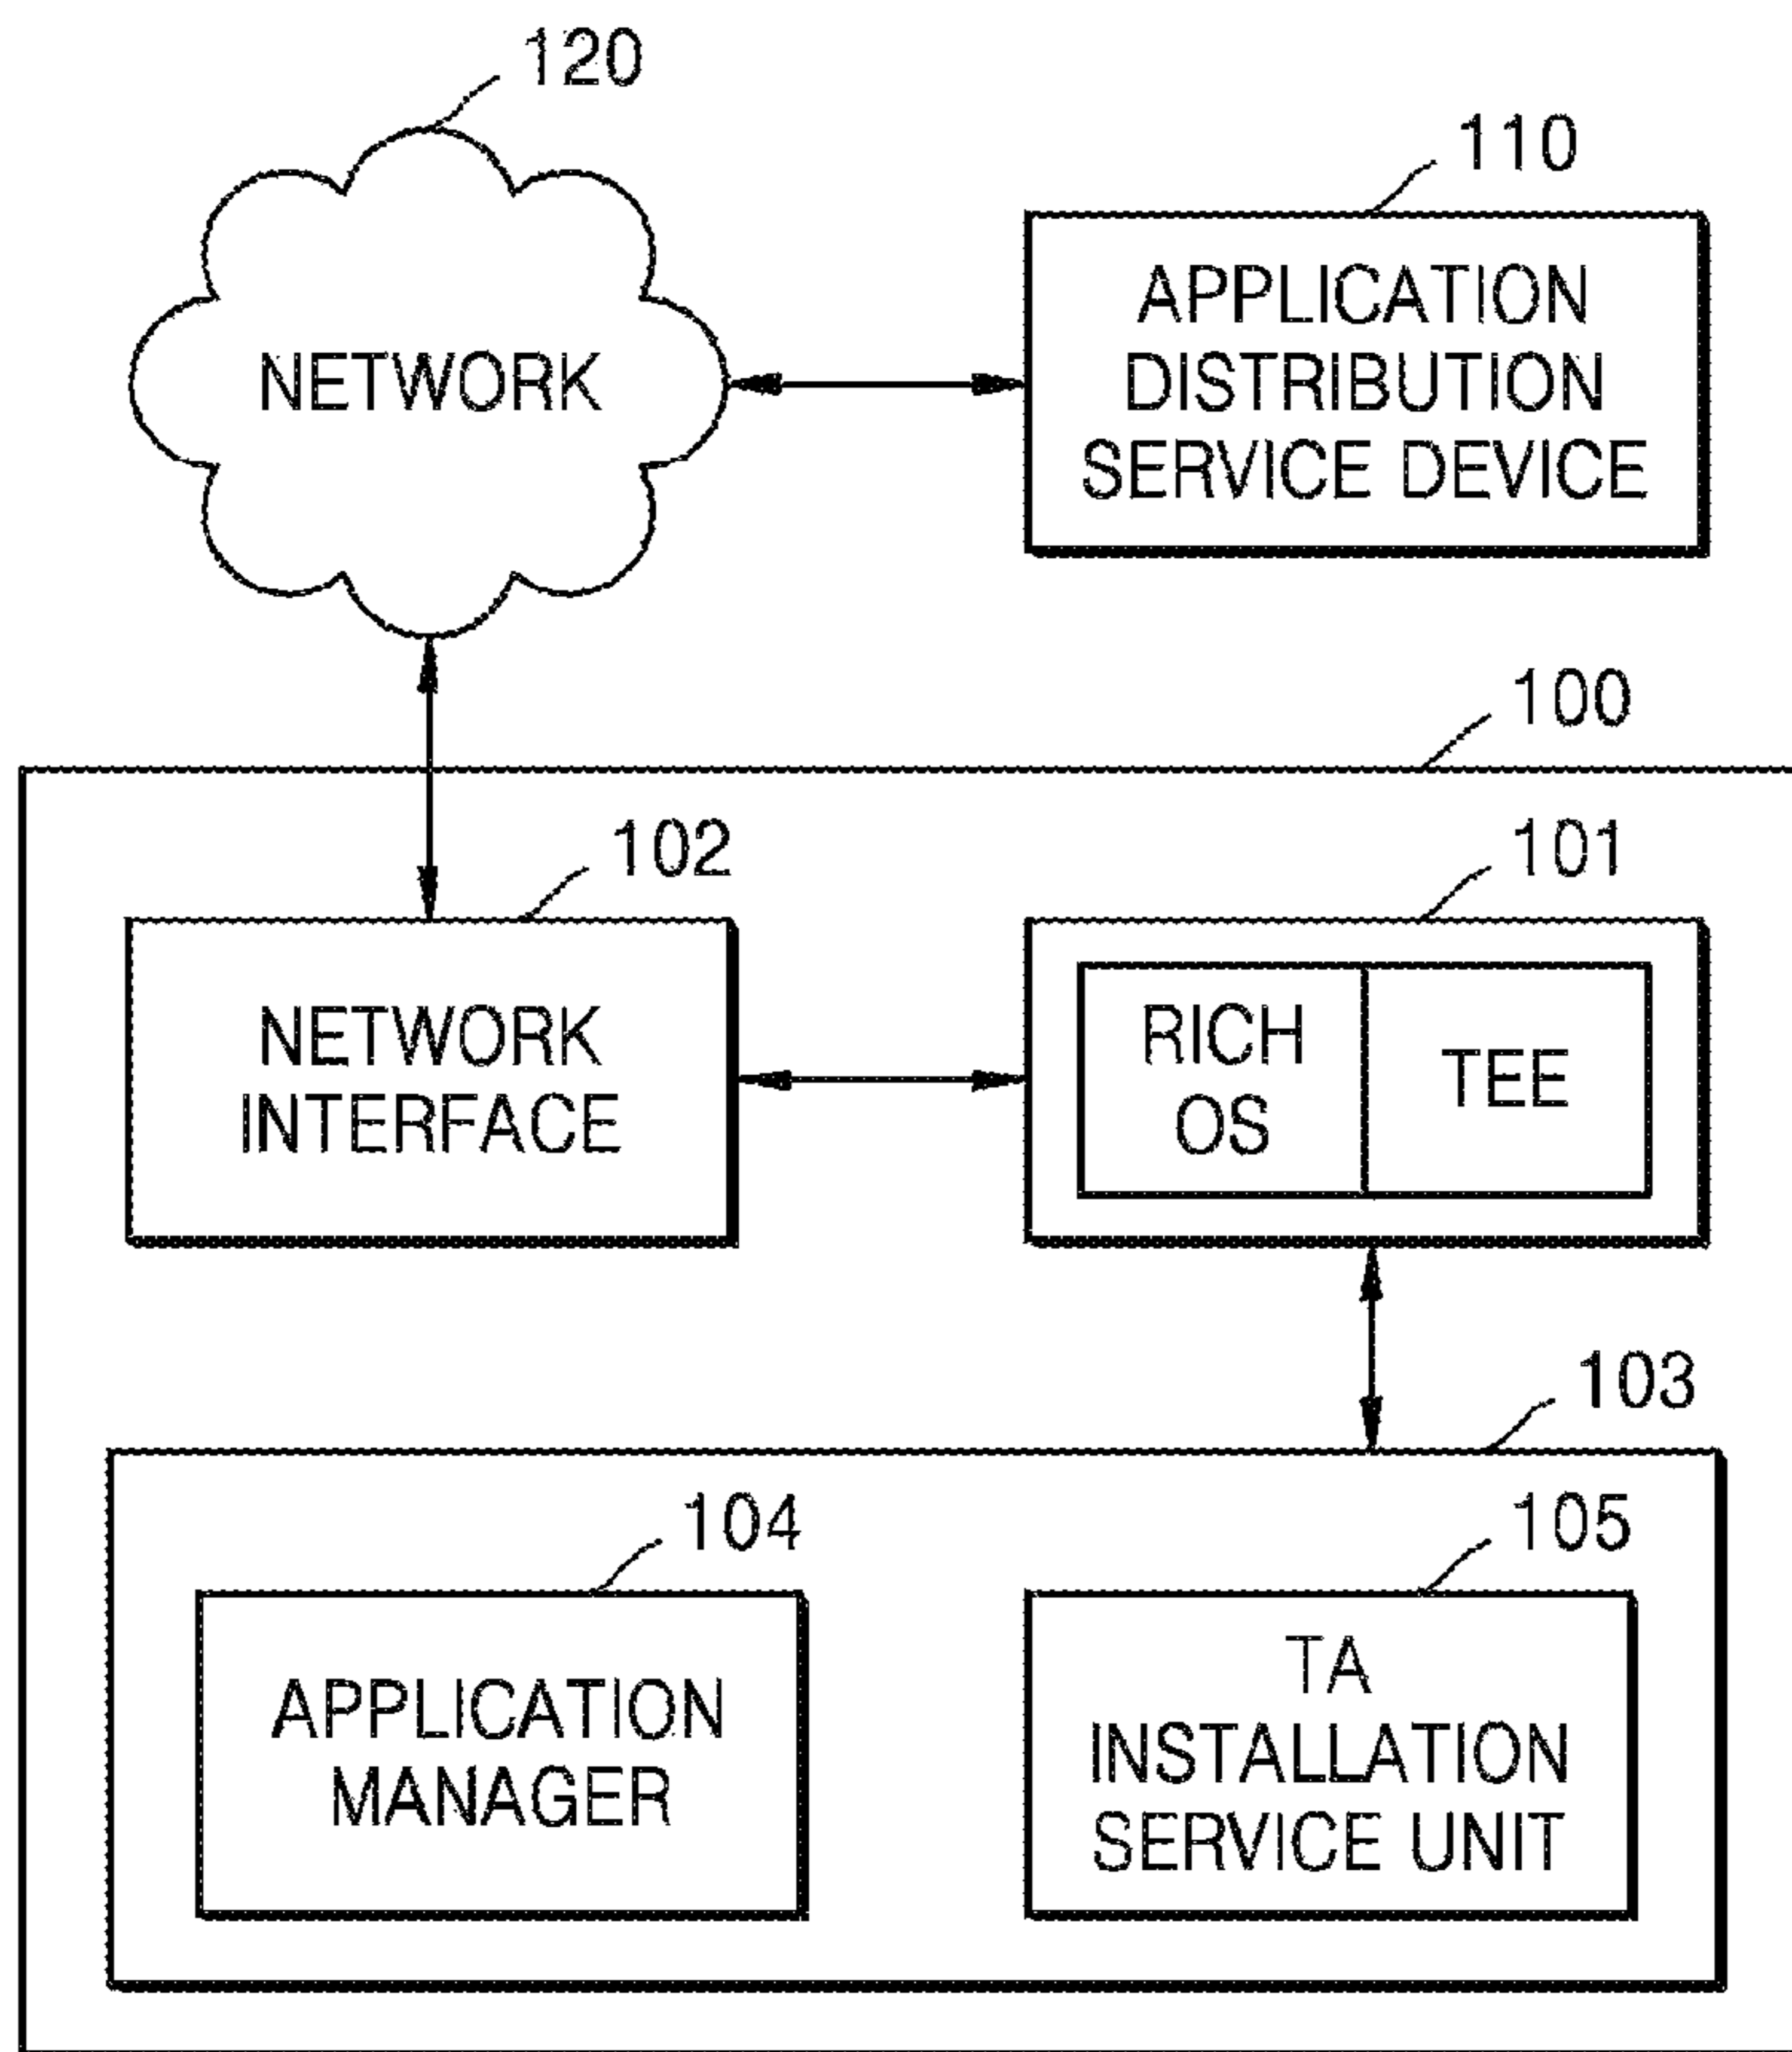 120
110
NETWORK
APPLICATION
DISTRIBUTION
SERVICE DEVICE
100
102
101
NETWORK
INTERFACE
RICH
OS
TEE
103
104
105
APPLICATION
MANAGER
TA
INSTALLATION
SERVICE UNIT